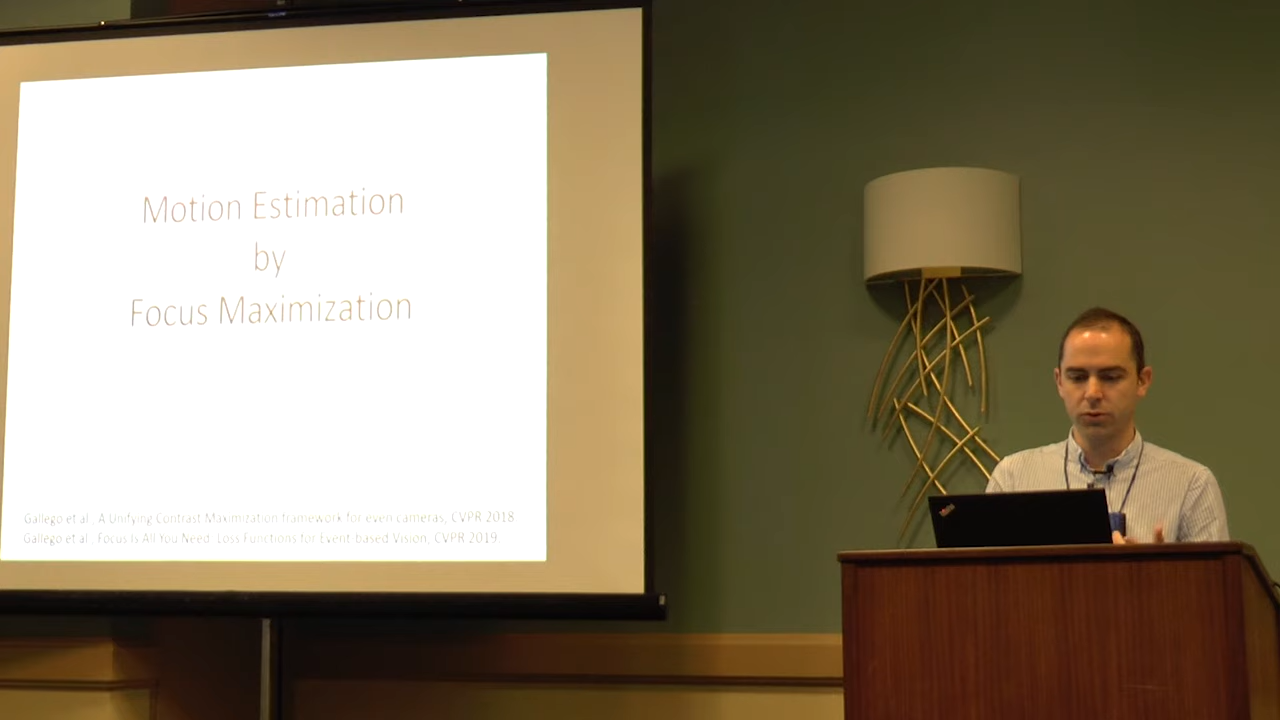 Motion Estimation
by
Focus Maximization
Gallego et al., A Unifying Contrast Maximization framework for even cameras, CVPR 2018
Gallego et al. Focus Is All You Need: Loss Functions for Event-based Vision, CVPR 2019